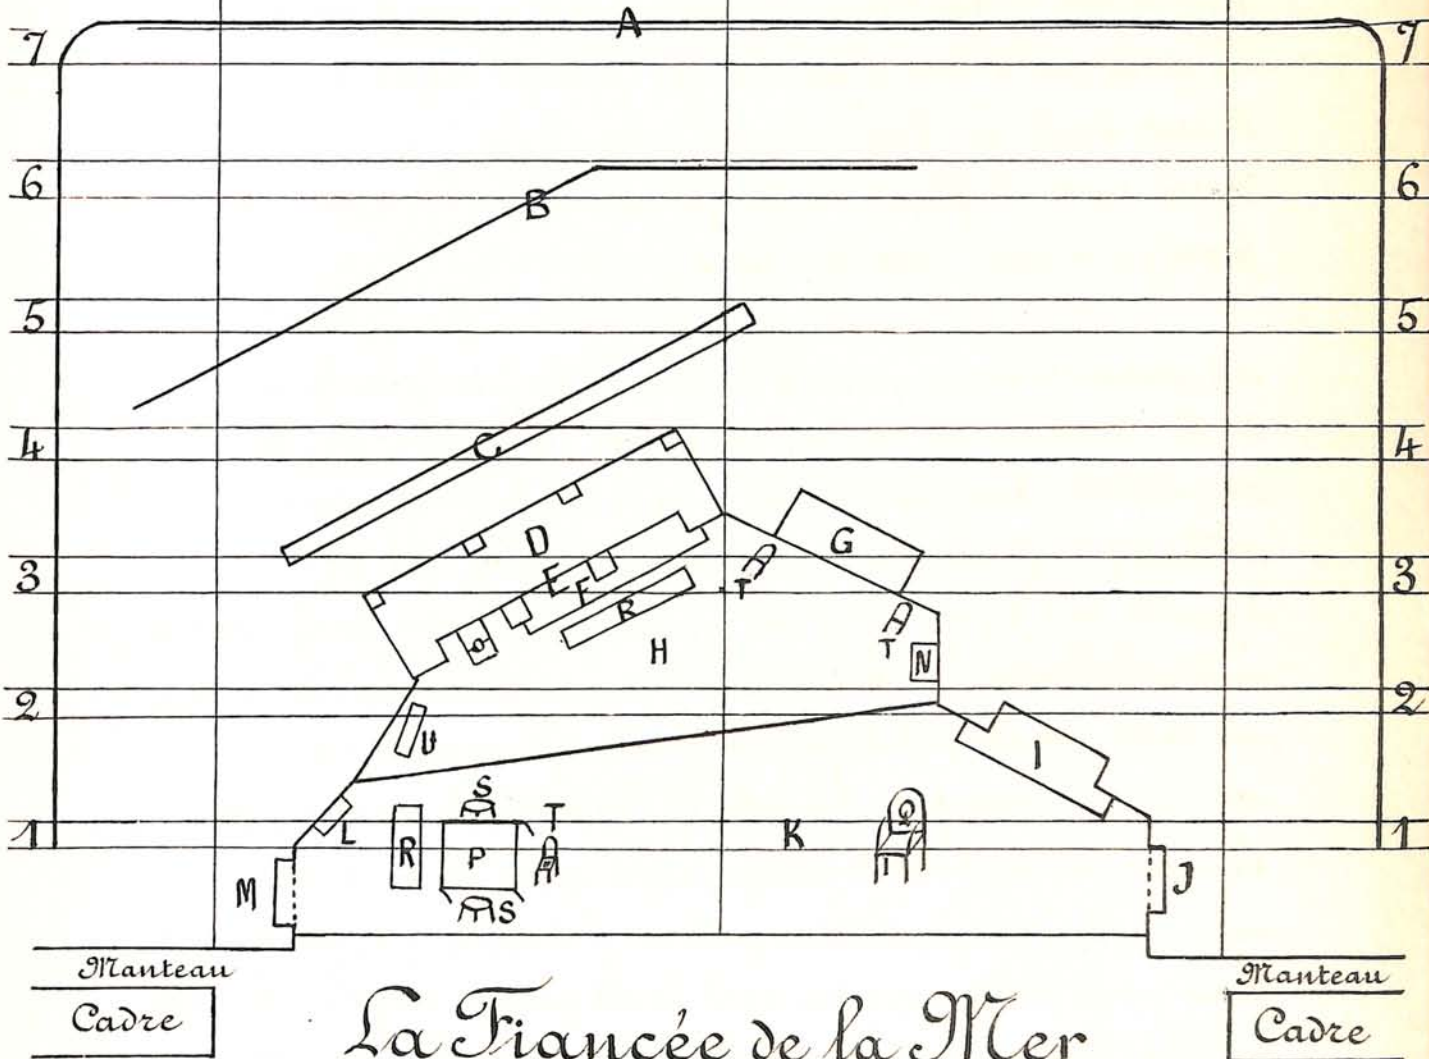 A
7 7
6 6
B
5 5
4 4
C
D G
3 3
E
F T
R
O H T N
2 2
U I
S
T
1 L R P K Q 1
M S J
Manteau Manteau
Cadre Cadre
La Fiancée de la Mer